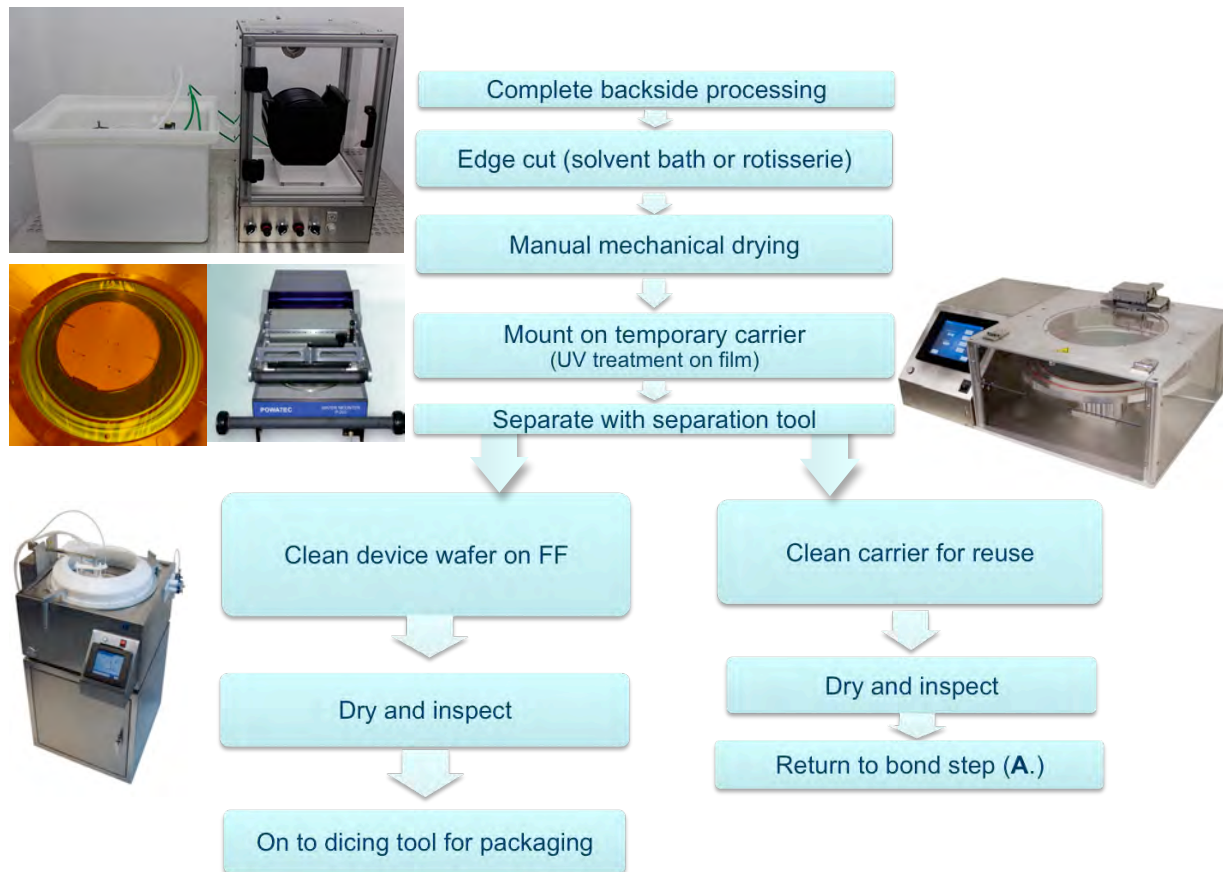 Complete backside processing
Edge cut (solvent bath or rotisserie)
Manual mechanical drying
Mount on temporary carrier
(UV treatment on film)
Separate with separation tool
Clean device wafer on FF
Dry and inspect
On to dicing tool for packaging
Clean carrier for reuse
Dry and inspect
Return to bond step (A.)
POWATEC